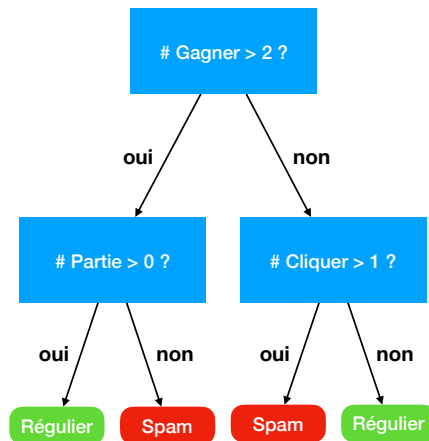 # Gagner > 2 ?
oui
non
# Partie > 0 ?
# Cliquer > 1 ?
oui
non
oui
non
Régulier
Spam
Spam
Régulier